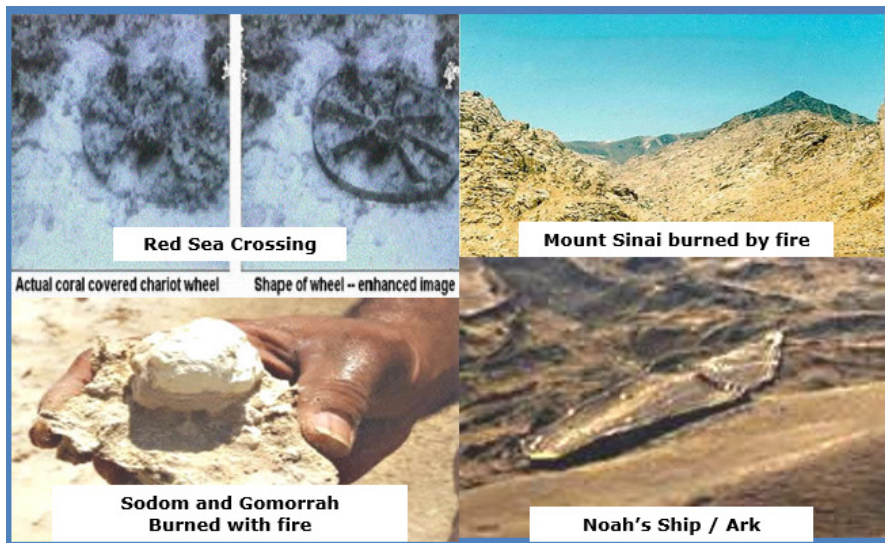 Red Sea Crossing
Actual coral covered chariot wheel
Shape of wheel -- enhanced image
Mount Sinai burned by fire
Sodom and Gomorrah
Burned with fire
Noah's Ship / Ark